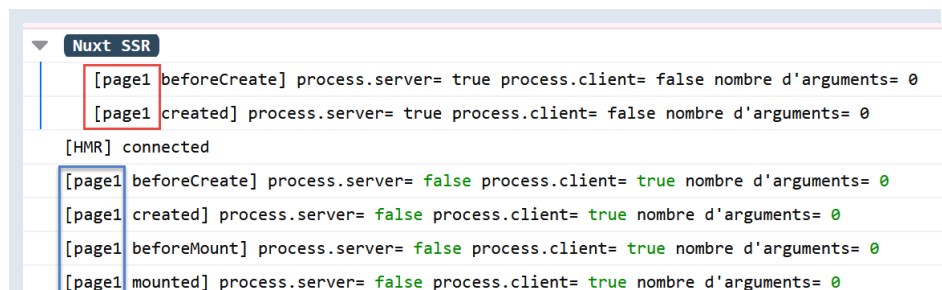 Nuxt SSR
[page1 beforeCreate] process.server= true process.client= false nombre d'arguments= 0
[page1 created] process.server= true process.client= false nombre d'arguments= 0
[HMR] connected
[page1 beforeCreate] process.server= false process.client= true nombre d'arguments= 0
[page1 created] process.server= false process.client= true nombre d'arguments= 0
[page1 beforeMount] process.server= false process.client= true nombre d'arguments= 0
[page1 mounted] process.server= false process.client= true nombre d'arguments= 0